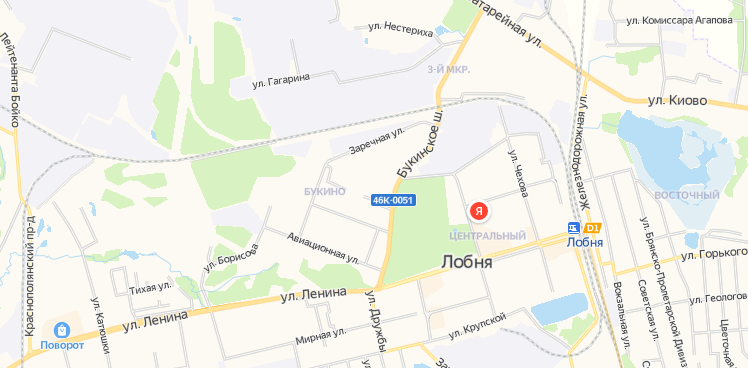 Батарейная ул.
ул. Комиссара Агапова
ул. Нестериха
лейтенанта Бойко
3-Й МКР.
ул. Гагарина
ул. Киово
Железнодорожная ул.
Заречная ул.
Букинское ш.
ул. Чехова
БУКИНО
46К-0051
Я
ВОСТОЧНЫЙ
ЦЕНТРАЛЬНЫЙ
D1
Лобня
Краснополянский пр-д
ул. Борисова
Авиационная ул.
Лобня
ул. Брянско-Пролетарской Дивиз
ул. Горького
Тихая ул.
ул. Ленина
ул. Геологов
Вокзальная ул.
Советская ул.
ул. Катюшки
ул. Ленина
ул. Дружбы
ул. Крупской
Мирная ул.
Цветочная
Поворот
За